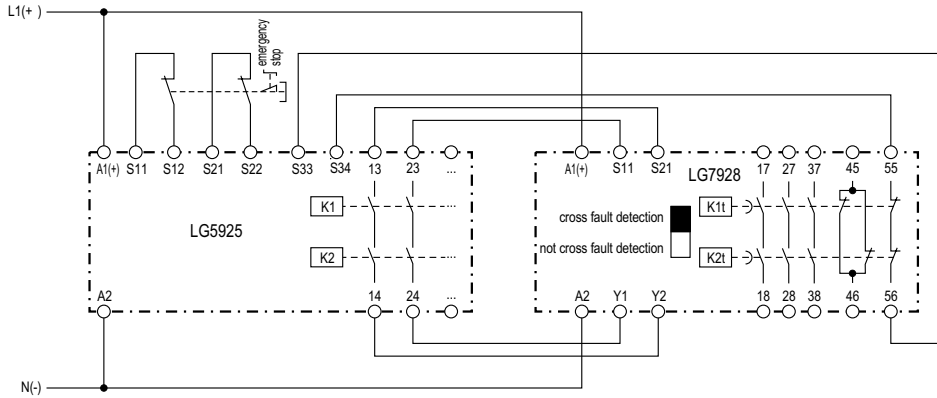 L1(+ )
emergency
stop
A1(+) S11 S12 S21 S22 S33 S34 13 23 ...
A1(+) S11 S21 17 27 37 45 55
LG7928
K1 ...
cross fault detection
K1t
LG5925
K2 ...
not cross fault detection
K2t
A2 14 24 ...
A2 Y1 Y2 18 28 38 46 56
N(-)